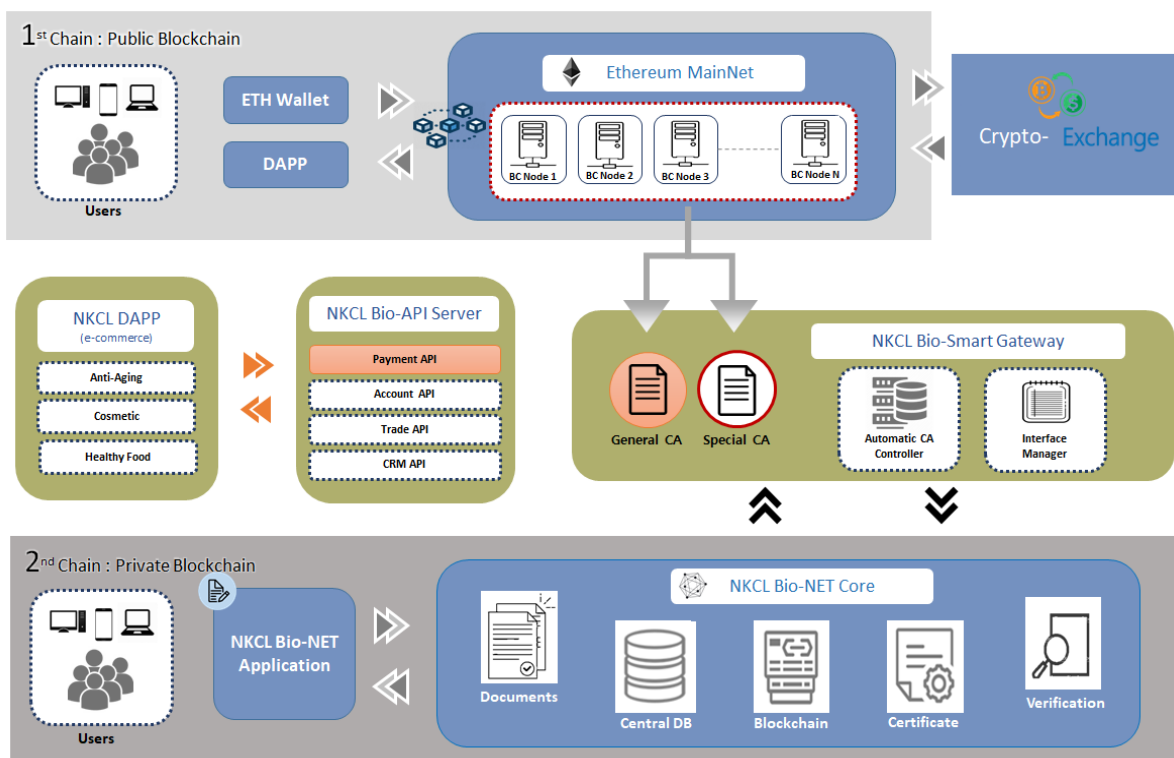 1st Chain : Public Blockchain
Users
ETH Wallet
DAPP
Ethereum MainNet
BC Node 1
BC Node 2
BC Node 3
BC Node N
Crypto- Exchange
NKCL DAPP
(e-commerce)
Anti-Aging
Cosmetic
Healthy Food
NKCL Bio-API Server
Payment API
Account API
Trade API
CRM API
NKCL Bio-Smart Gateway
General CA
Special CA
Automatic CA
Controller
Interface
Manager
2nd Chain : Private Blockchain
Users
NKCL Bio-NET
Application
NKCL Bio-NET Core
Documents
Central DB
Blockchain
Certificate
Verification